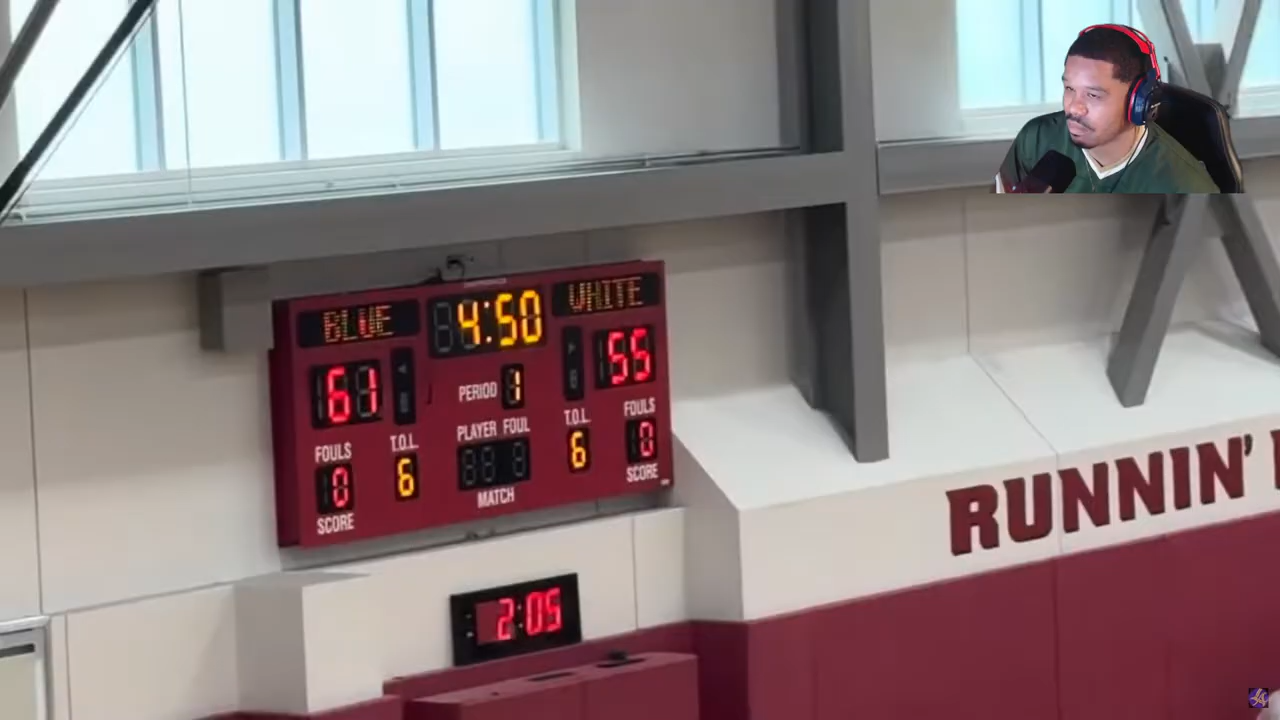 BLUE
4:50
WHITE
61
55
PERIOD 1
FOULS
T.O.L.
PLAYER FOUL
T.O.L.
FOULS
0
6
6
0
SCORE
MATCH
SCORE
2:05
RUNNIN'